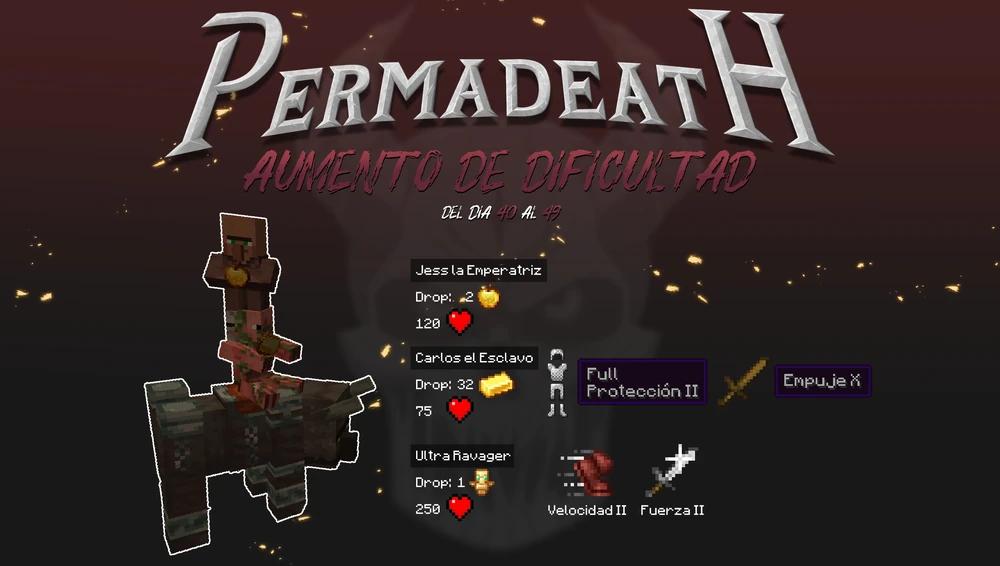 PERMADEATH
AUMENTO DE DIFICULTAD
DEL DIA 40 AL 49
Jess la Emperatriz
Drop: 2
120
Carlos el Esclavo
Drop: 32
75
Full
Protección II
Empuje X
Ultra Ravager
Drop: 1
250
Velocidad II
Fuerza II